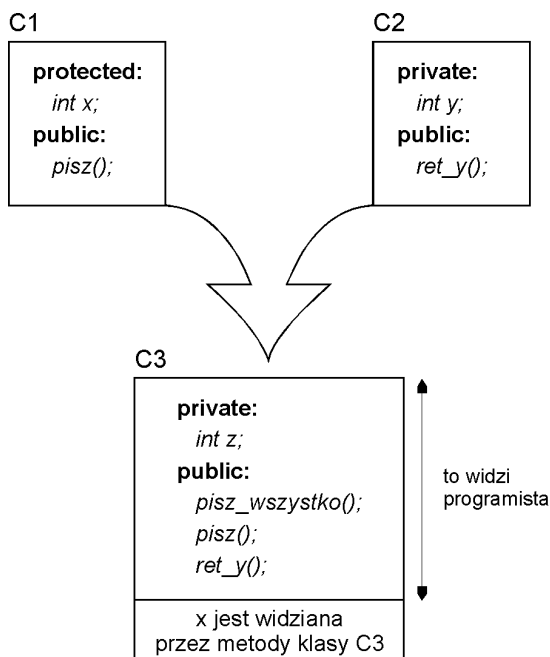 C1
protected:
int x;
public:
pisz();
C2
private:
int y;
public:
ret_y();
C3
private:
int z;
public:
pisz_wszystko();
pisz();
ret_y();
to widzi
programista
x jest widziana
przez metody klasy C3